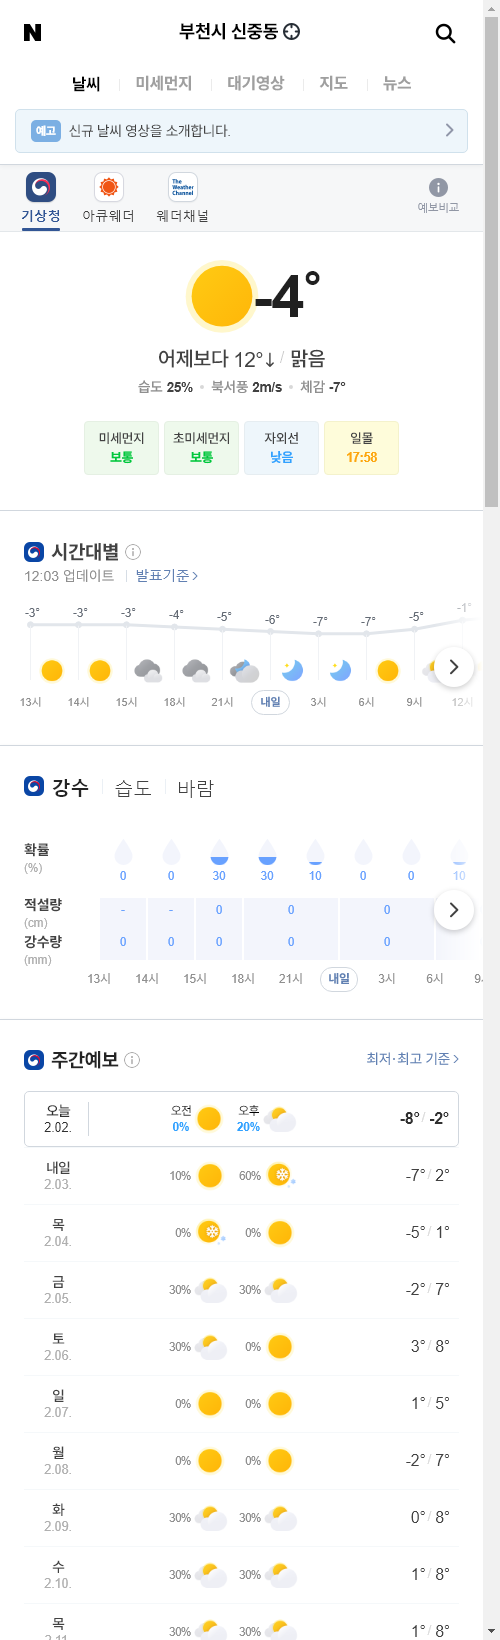 N
부천시 신중동
날씨 미세먼지 대기영상 지도 뉴스
예고 신규 날씨 영상을 소개합니다.
The
Weather
Channel
기상청 아큐웨더 웨더채널 예보비교
-4°
어제보다 12°↓ / 맑음
습도 25% • 북서풍 2m/s • 체감 -7°
미세먼지 초미세먼지 자외선 일몰
보통 보통 낮음 17:58
시간대별
12:03 업데이트 발표기준
-3° -3° -3° -4° -5° -6° -7° -7° -5° -1°
13시 14시 15시 18시 21시 내일 3시 6시 9시 12시
강수 습도 바람
확률
(%)
0 0 30 30 10 0 0 10
적설량
(cm)
- - 0 0 0
강수량
(mm)
0 0 0 0 0
13시 14시 15시 18시 21시 내일 3시 6시 9
주간예보
최저·최고 기준
오늘 2.02. 오전 0% 오후 20% -8° / -2°
내일 2.03. 10% 60% -7° / 2°
목 2.04. 0% 0% -5° / 1°
금 2.05. 30% 30% -2° / 7°
토 2.06. 30% 0% 3° / 8°
일 2.07. 0% 0% 1° / 5°
월 2.08. 0% 0% -2° / 7°
화 2.09. 30% 30% 0° / 8°
수 2.10. 30% 30% 1° / 8°
목 2.11. 30% 30% 1° / 8°